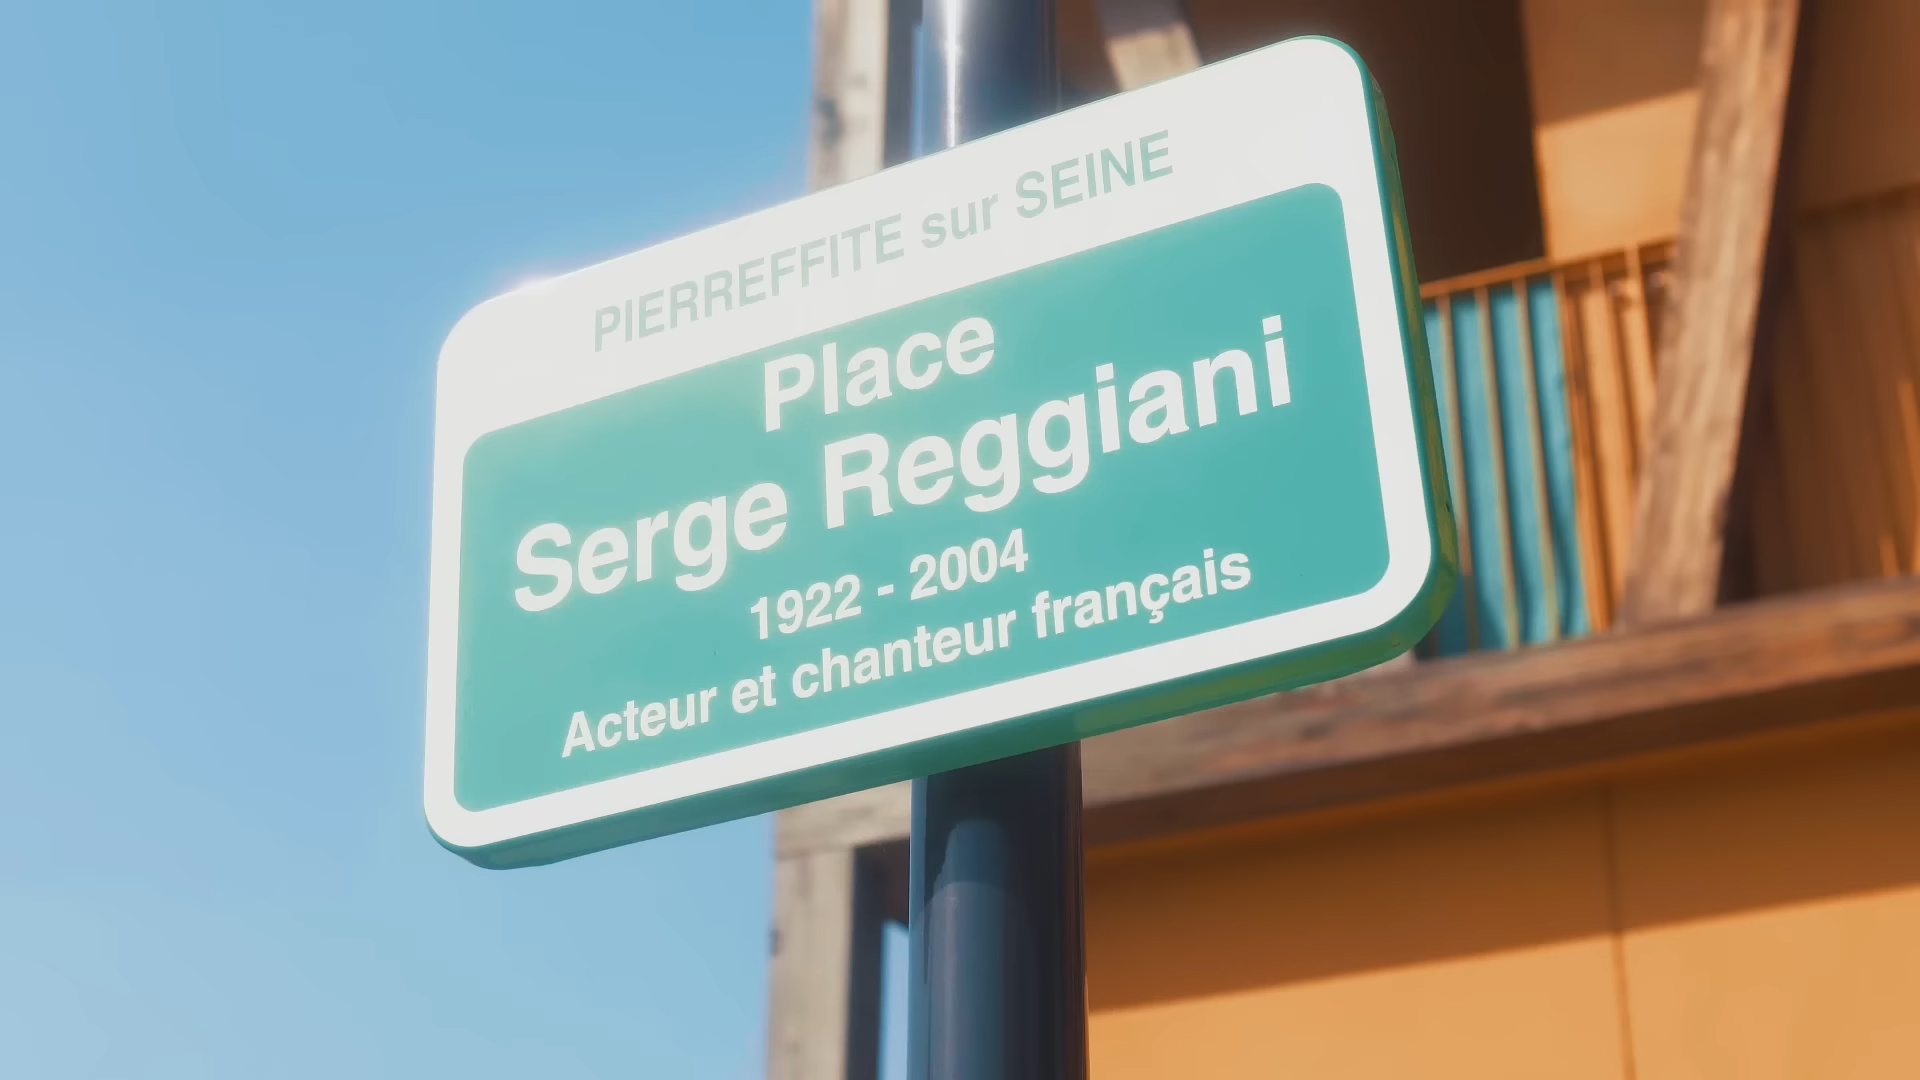 PIERREFFITE sur SEINE
Place
Serge Reggiani
1922 - 2004
Acteur et chanteur français